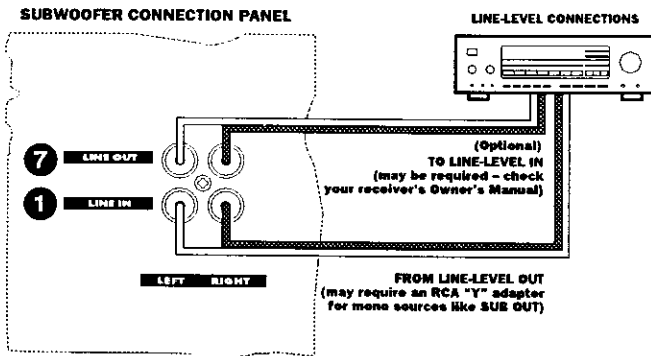 SUBWOOFER CONNECTION PANEL
LINE-LEVEL CONNECTIONS
(Optional)
TO LINE-LEVEL IN
(may be required – check
your receiver's Owner's Manual)
7 LINE OUT
1 LINE IN
LEFT RIGHT
FROM LINE-LEVEL OUT
(may require an RCA "Y" adapter
for mono sources like SUB OUT)